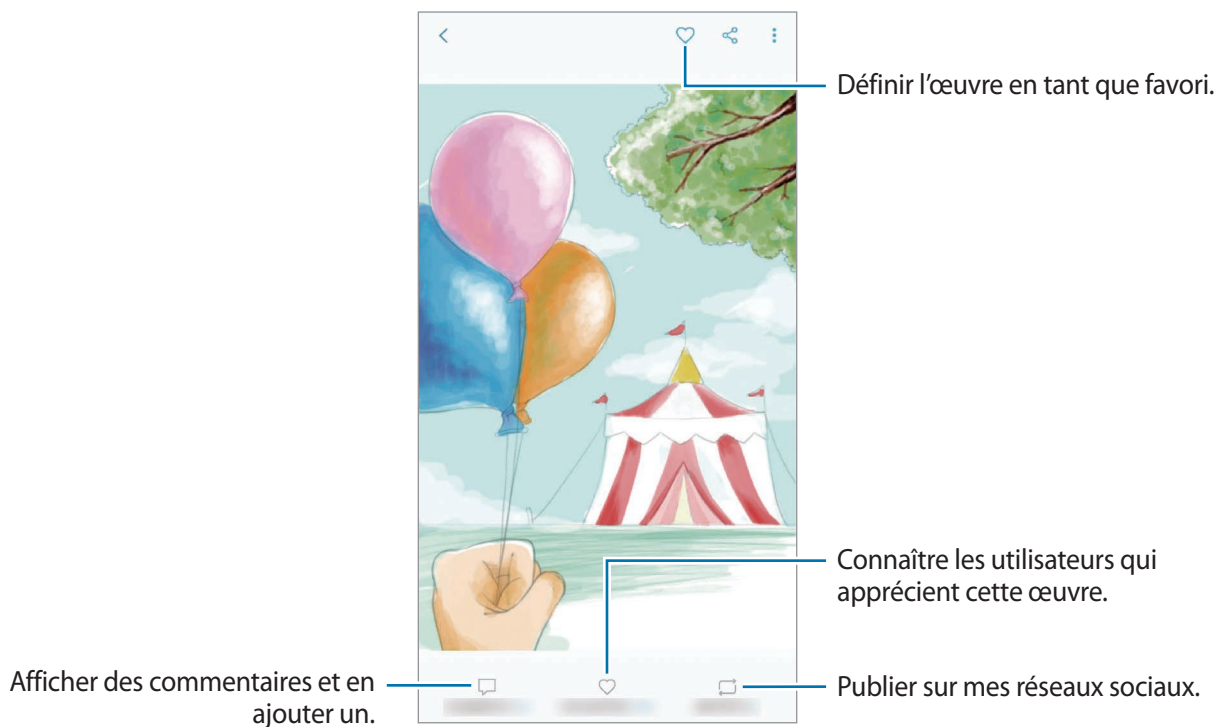 Définir l'œuvre en tant que favori.
Connaître les utilisateurs qui
apprécient cette œuvre.
Afficher des commentaires et en
ajouter un.
Publier sur mes réseaux sociaux.